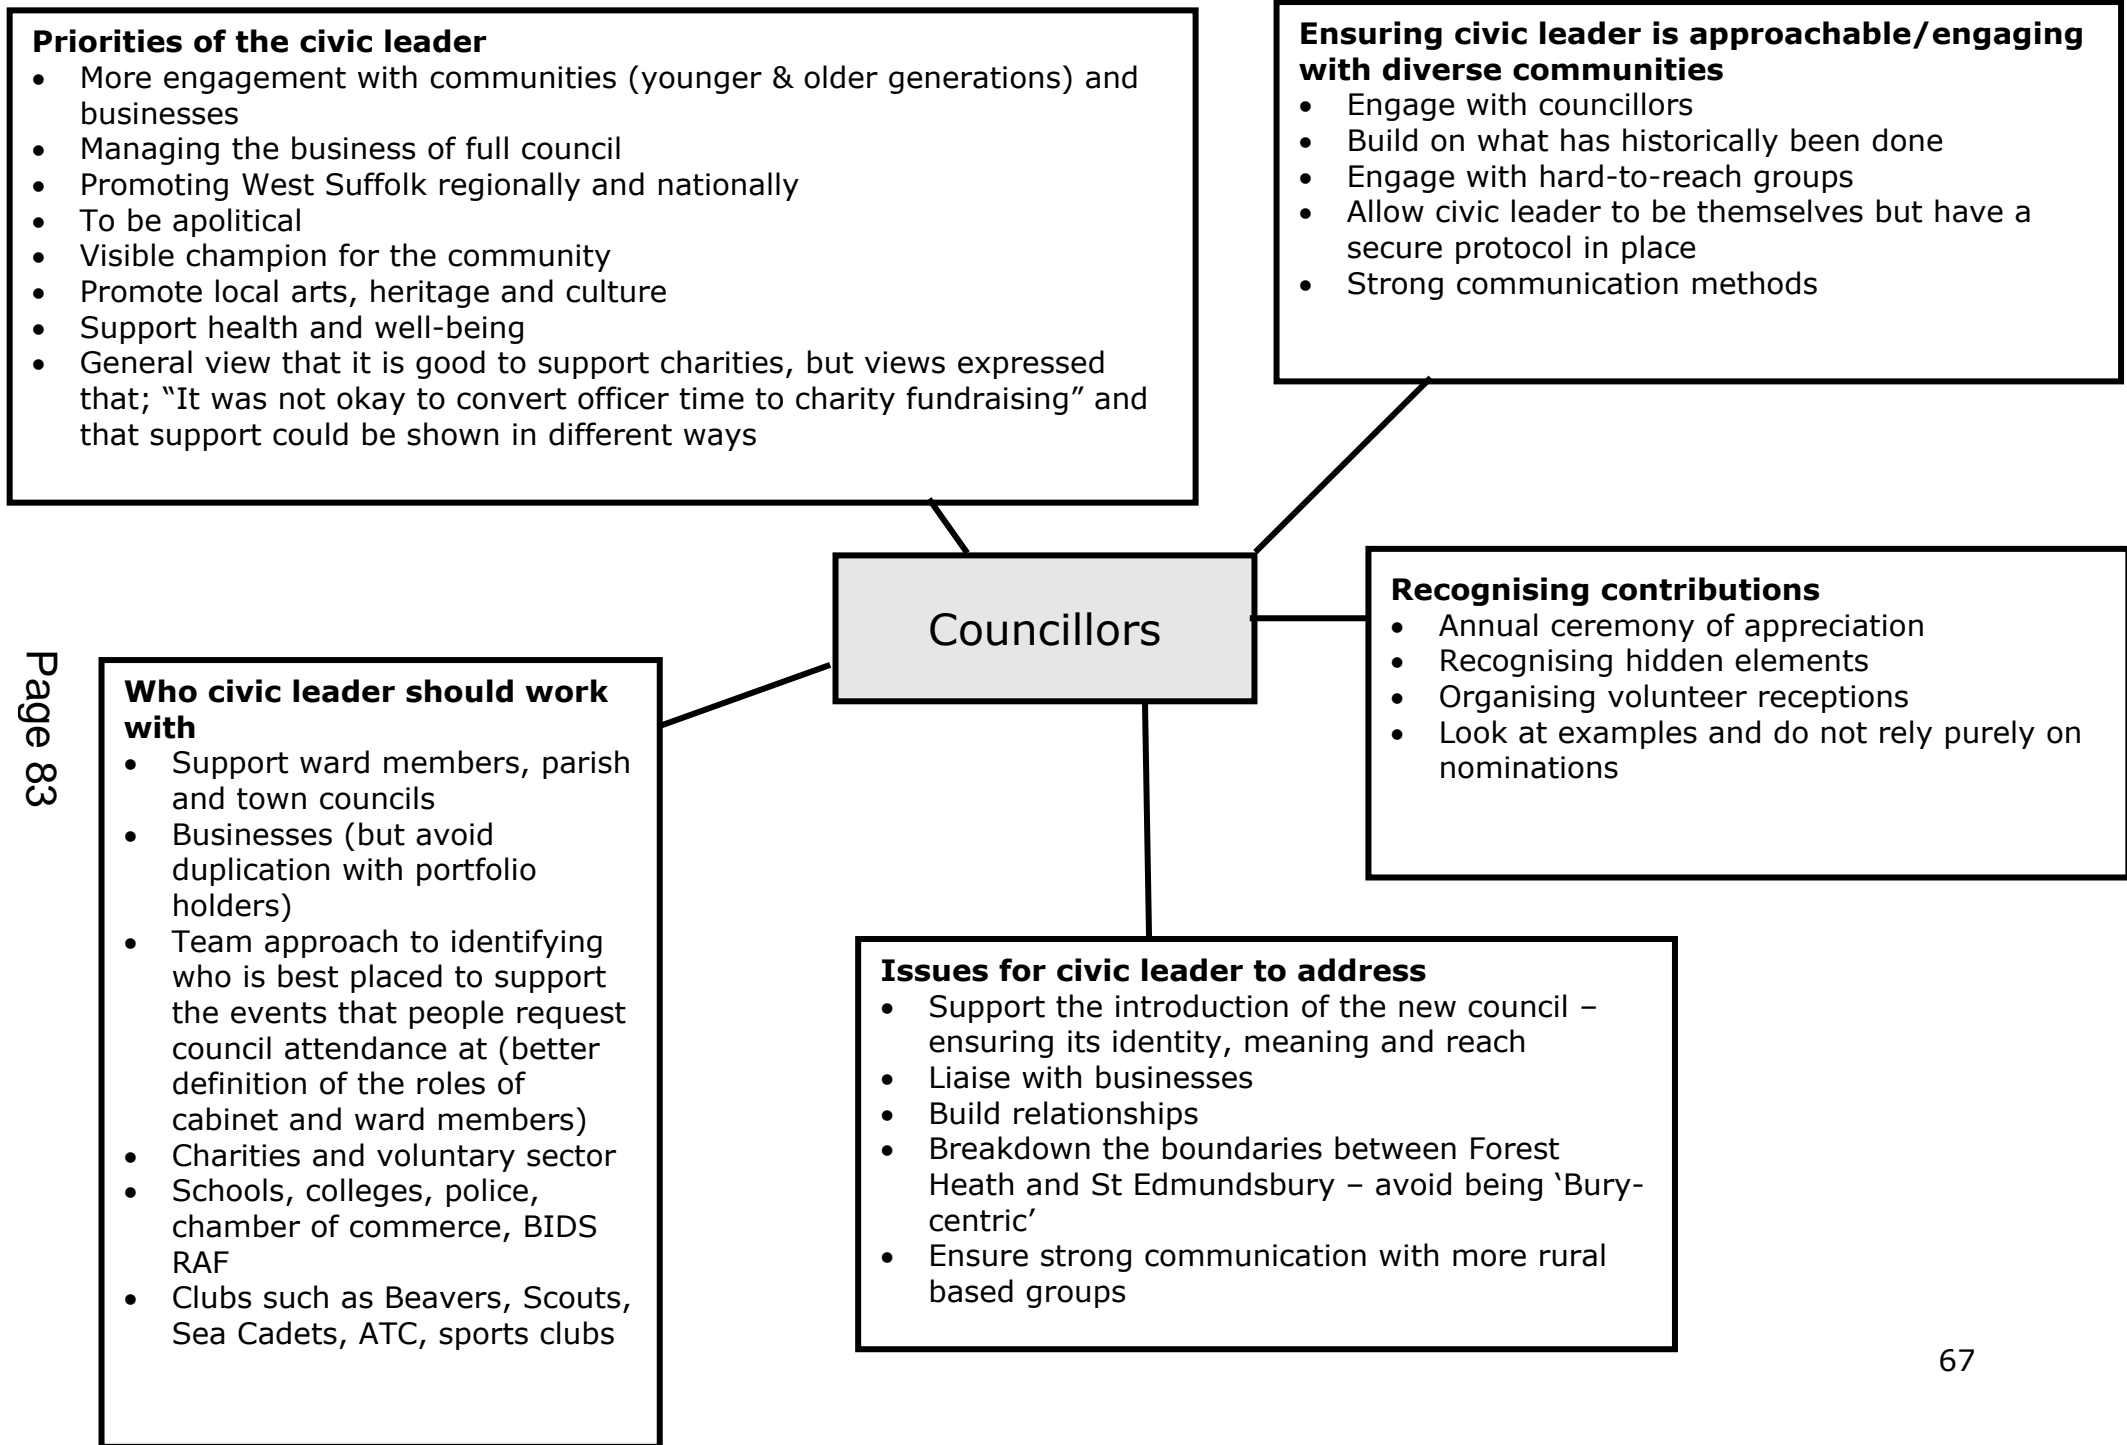 Priorities of the civic leader
• More engagement with communities (younger & older generations) and
businesses
• Managing the business of full council
• Promoting West Suffolk regionally and nationally
• To be apolitical
• Visible champion for the community
• Promote local arts, heritage and culture
• Support health and well-being
• General view that it is good to support charities, but views expressed
that; “It was not okay to convert officer time to charity fundraising” and
that support could be shown in different ways
Ensuring civic leader is approachable/engaging
with diverse communities
• Engage with councillors
• Build on what has historically been done
• Engage with hard-to-reach groups
• Allow civic leader to be themselves but have a
secure protocol in place
• Strong communication methods
Councillors
Recognising contributions
• Annual ceremony of appreciation
• Recognising hidden elements
• Organising volunteer receptions
• Look at examples and do not rely purely on
nominations
Page 83
Who civic leader should work
with
• Support ward members, parish
and town councils
• Businesses (but avoid
duplication with portfolio
holders)
• Team approach to identifying
who is best placed to support
the events that people request
council attendance at (better
definition of the roles of
cabinet and ward members)
• Charities and voluntary sector
• Schools, colleges, police,
chamber of commerce, BIDS
RAF
• Clubs such as Beavers, Scouts,
Sea Cadets, ATC, sports clubs
Issues for civic leader to address
• Support the introduction of the new council –
ensuring its identity, meaning and reach
• Liaise with businesses
• Build relationships
• Breakdown the boundaries between Forest
Heath and St Edmundsbury – avoid being ‘Bury-
centric’
• Ensure strong communication with more rural
based groups
67